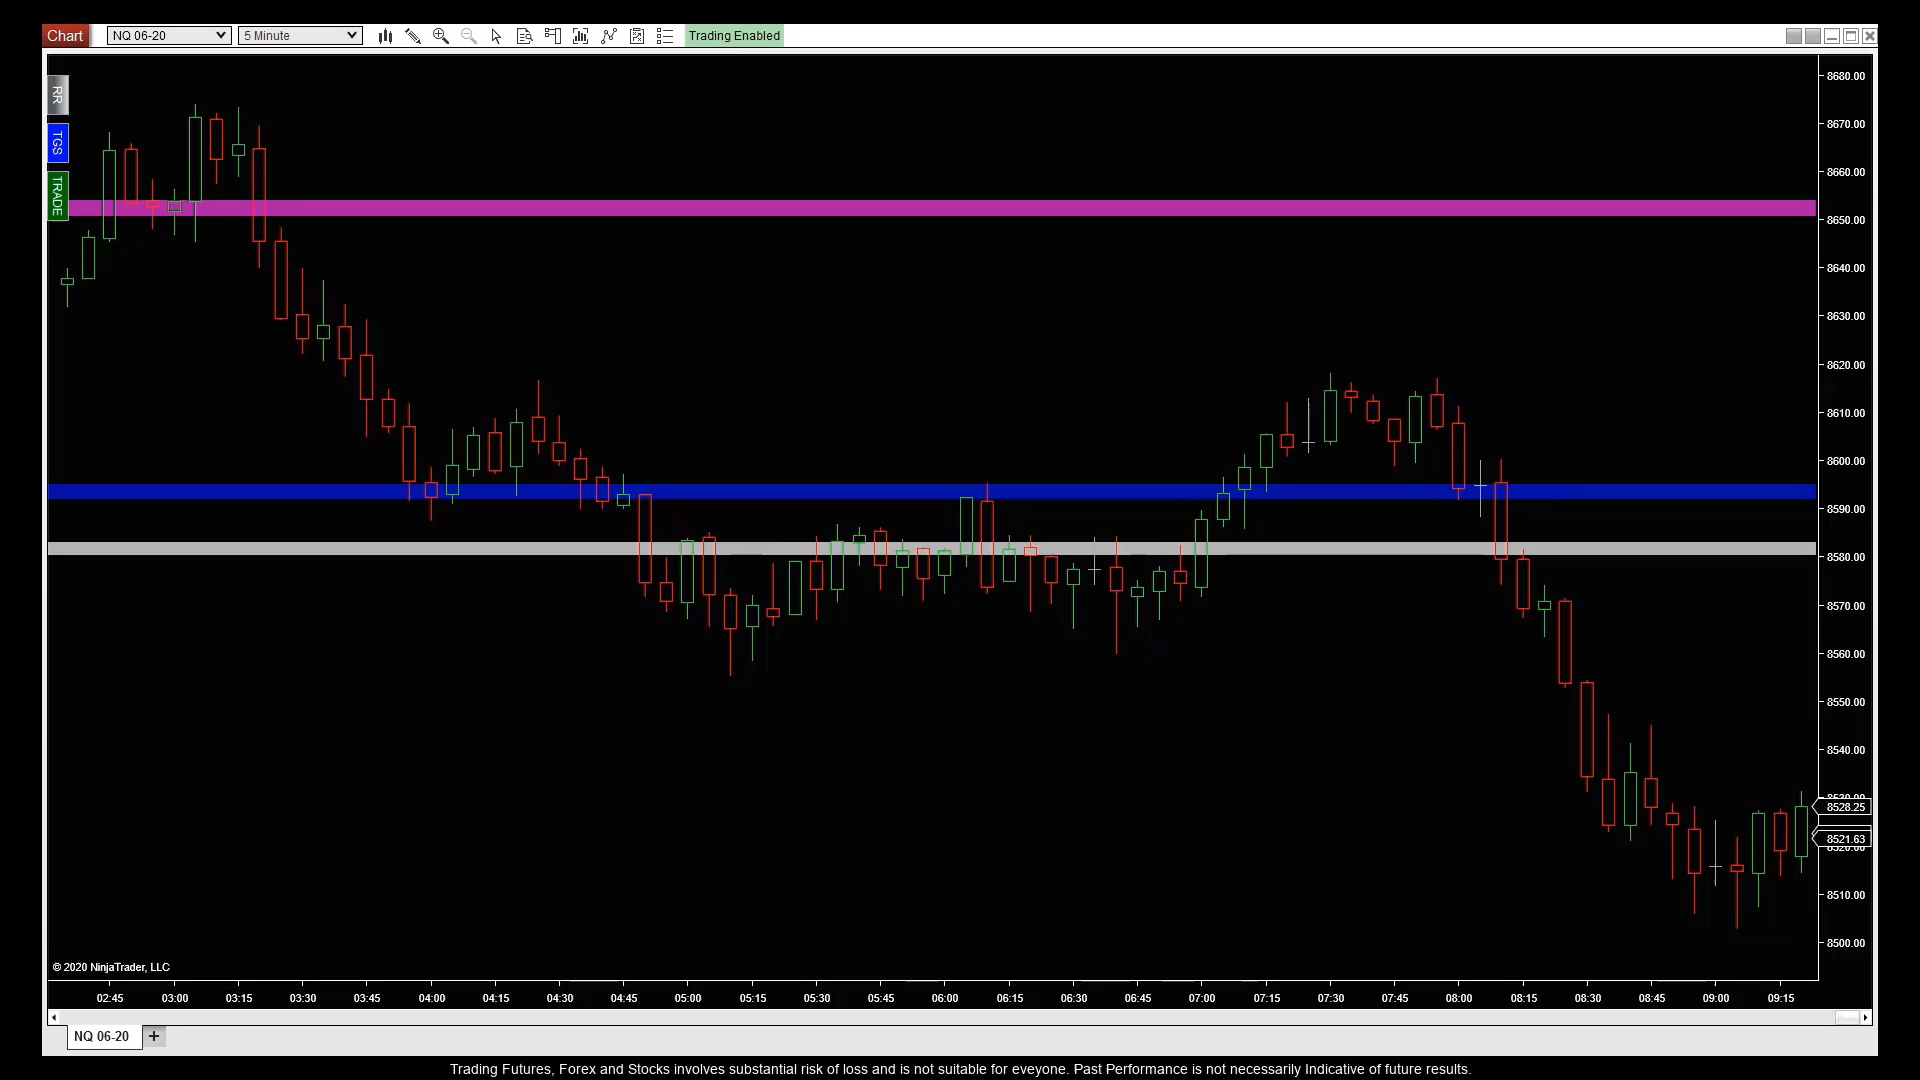 Chart NQ 06-20 5 Minute Trading Enabled
RR
TGS
TRADE
8680.00
8670.00
8660.00
8650.00
8640.00
8630.00
8620.00
8610.00
8600.00
8590.00
8580.00
8570.00
8560.00
8550.00
8540.00
8530.00
8528.25
8521.63
8520.00
8510.00
8500.00
© 2020 NinjaTrader, LLC
02:45 03:00 03:15 03:30 03:45 04:00 04:15 04:30 04:45 05:00 05:15 05:30 05:45 06:00 06:15 06:30 06:45 07:00 07:15 07:30 07:45 08:00 08:15 08:30 08:45 09:00 09:15
NQ 06-20 +
Trading Futures, Forex and Stocks involves substantial risk of loss and is not suitable for eveyone. Past Performance is not necessarily Indicative of future results.